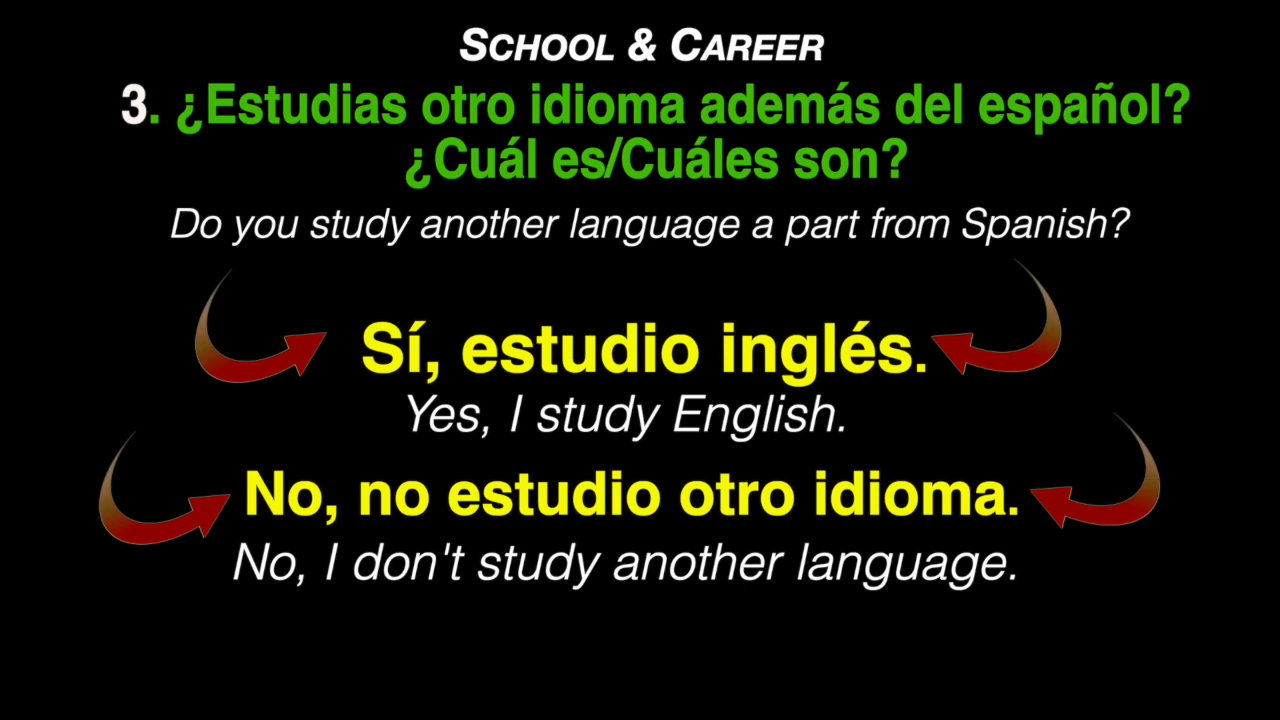 SCHOOL & CAREER
3. ¿Estudias otro idioma además del español?
¿Cuál es/Cuáles son?
Do you study another language a part from Spanish?
Sí, estudio inglés.
Yes, I study English.
No, no estudio otro idioma.
No, I don't study another language.